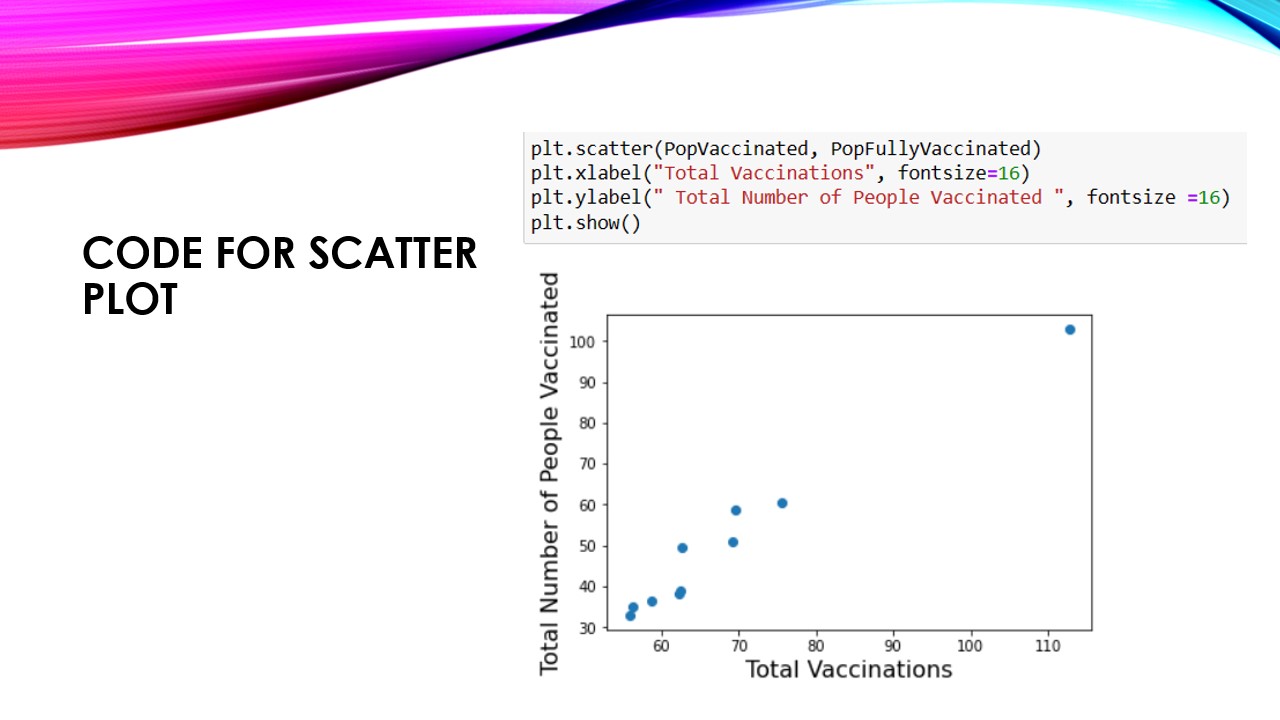 CODE FOR SCATTER
PLOT
plt.scatter(PopVaccinated, PopFullyVaccinated)
plt.xlabel("Total Vaccinations", fontsize=16)
plt.ylabel(" Total Number of People Vaccinated ", fontsize =16)
plt.show()
Total Number of People Vaccinated
100
90
80
70
60
50
40
30
60 70 80 90 100 110
Total Vaccinations